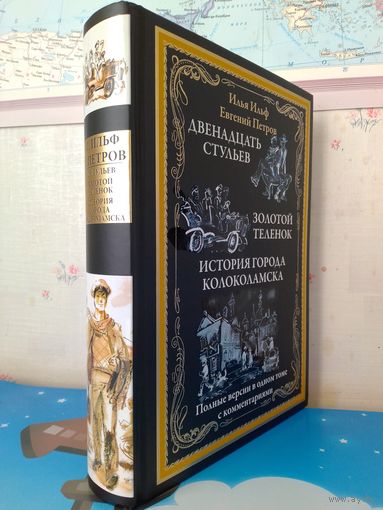 Илья Ильф
Евгений Петров
ДВЕНАДЦАТЬ
СТУЛЬЕВ
ЗОЛОТОЙ
ТЕЛЕНОК
ИСТОРИЯ ГОРОДА
КОЛОКОЛАМСКА
Полные версии в одном томе
с комментариями
ИЛЬФ
ПЕТРОВ